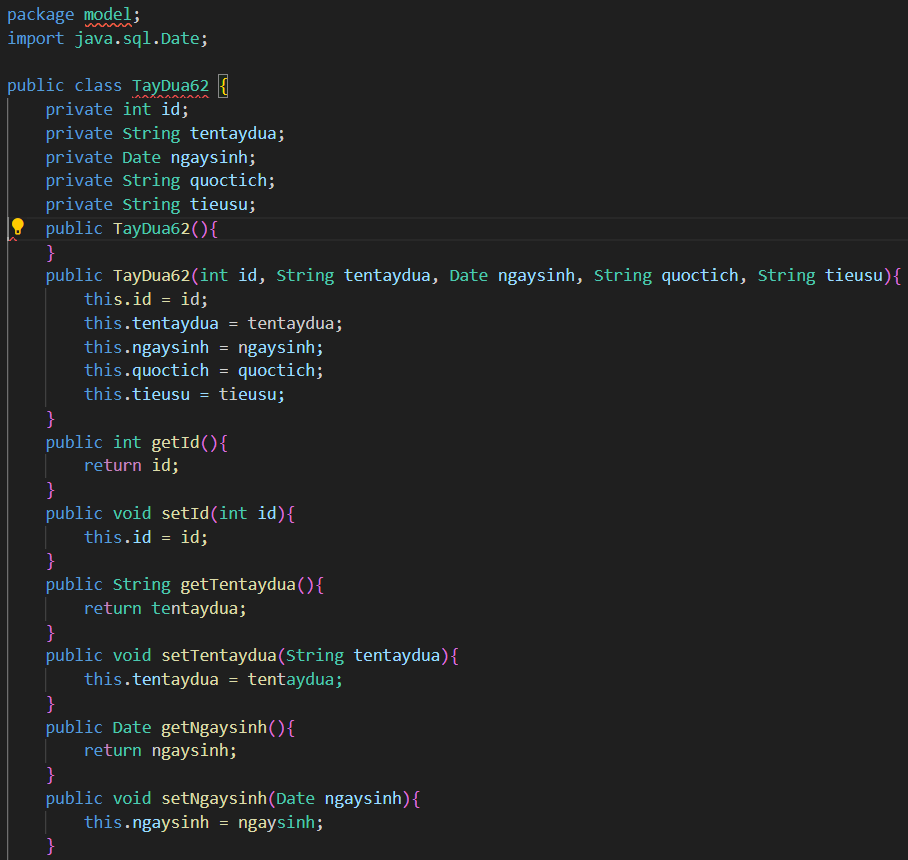 package model;
import java.sql.Date;
public class TayDua62 {
    private int id;
    private String tentaydua;
    private Date ngaysinh;
    private String quoctich;
    private String tieusu;
    public TayDua62(){
    }
    public TayDua62(int id, String tentaydua, Date ngaysinh, String quoctich, String tieusu){
        this.id = id;
        this.tentaydua = tentaydua;
        this.ngaysinh = ngaysinh;
        this.quoctich = quoctich;
        this.tieusu = tieusu;
    }
    public int getId(){
        return id;
    }
    public void setId(int id){
        this.id = id;
    }
    public String getTentaydua(){
        return tentaydua;
    }
    public void setTentaydua(String tentaydua){
        this.tentaydua = tentaydua;
    }
    public Date getNgaysinh(){
        return ngaysinh;
    }
    public void setNgaysinh(Date ngaysinh){
        this.ngaysinh = ngaysinh;
    }